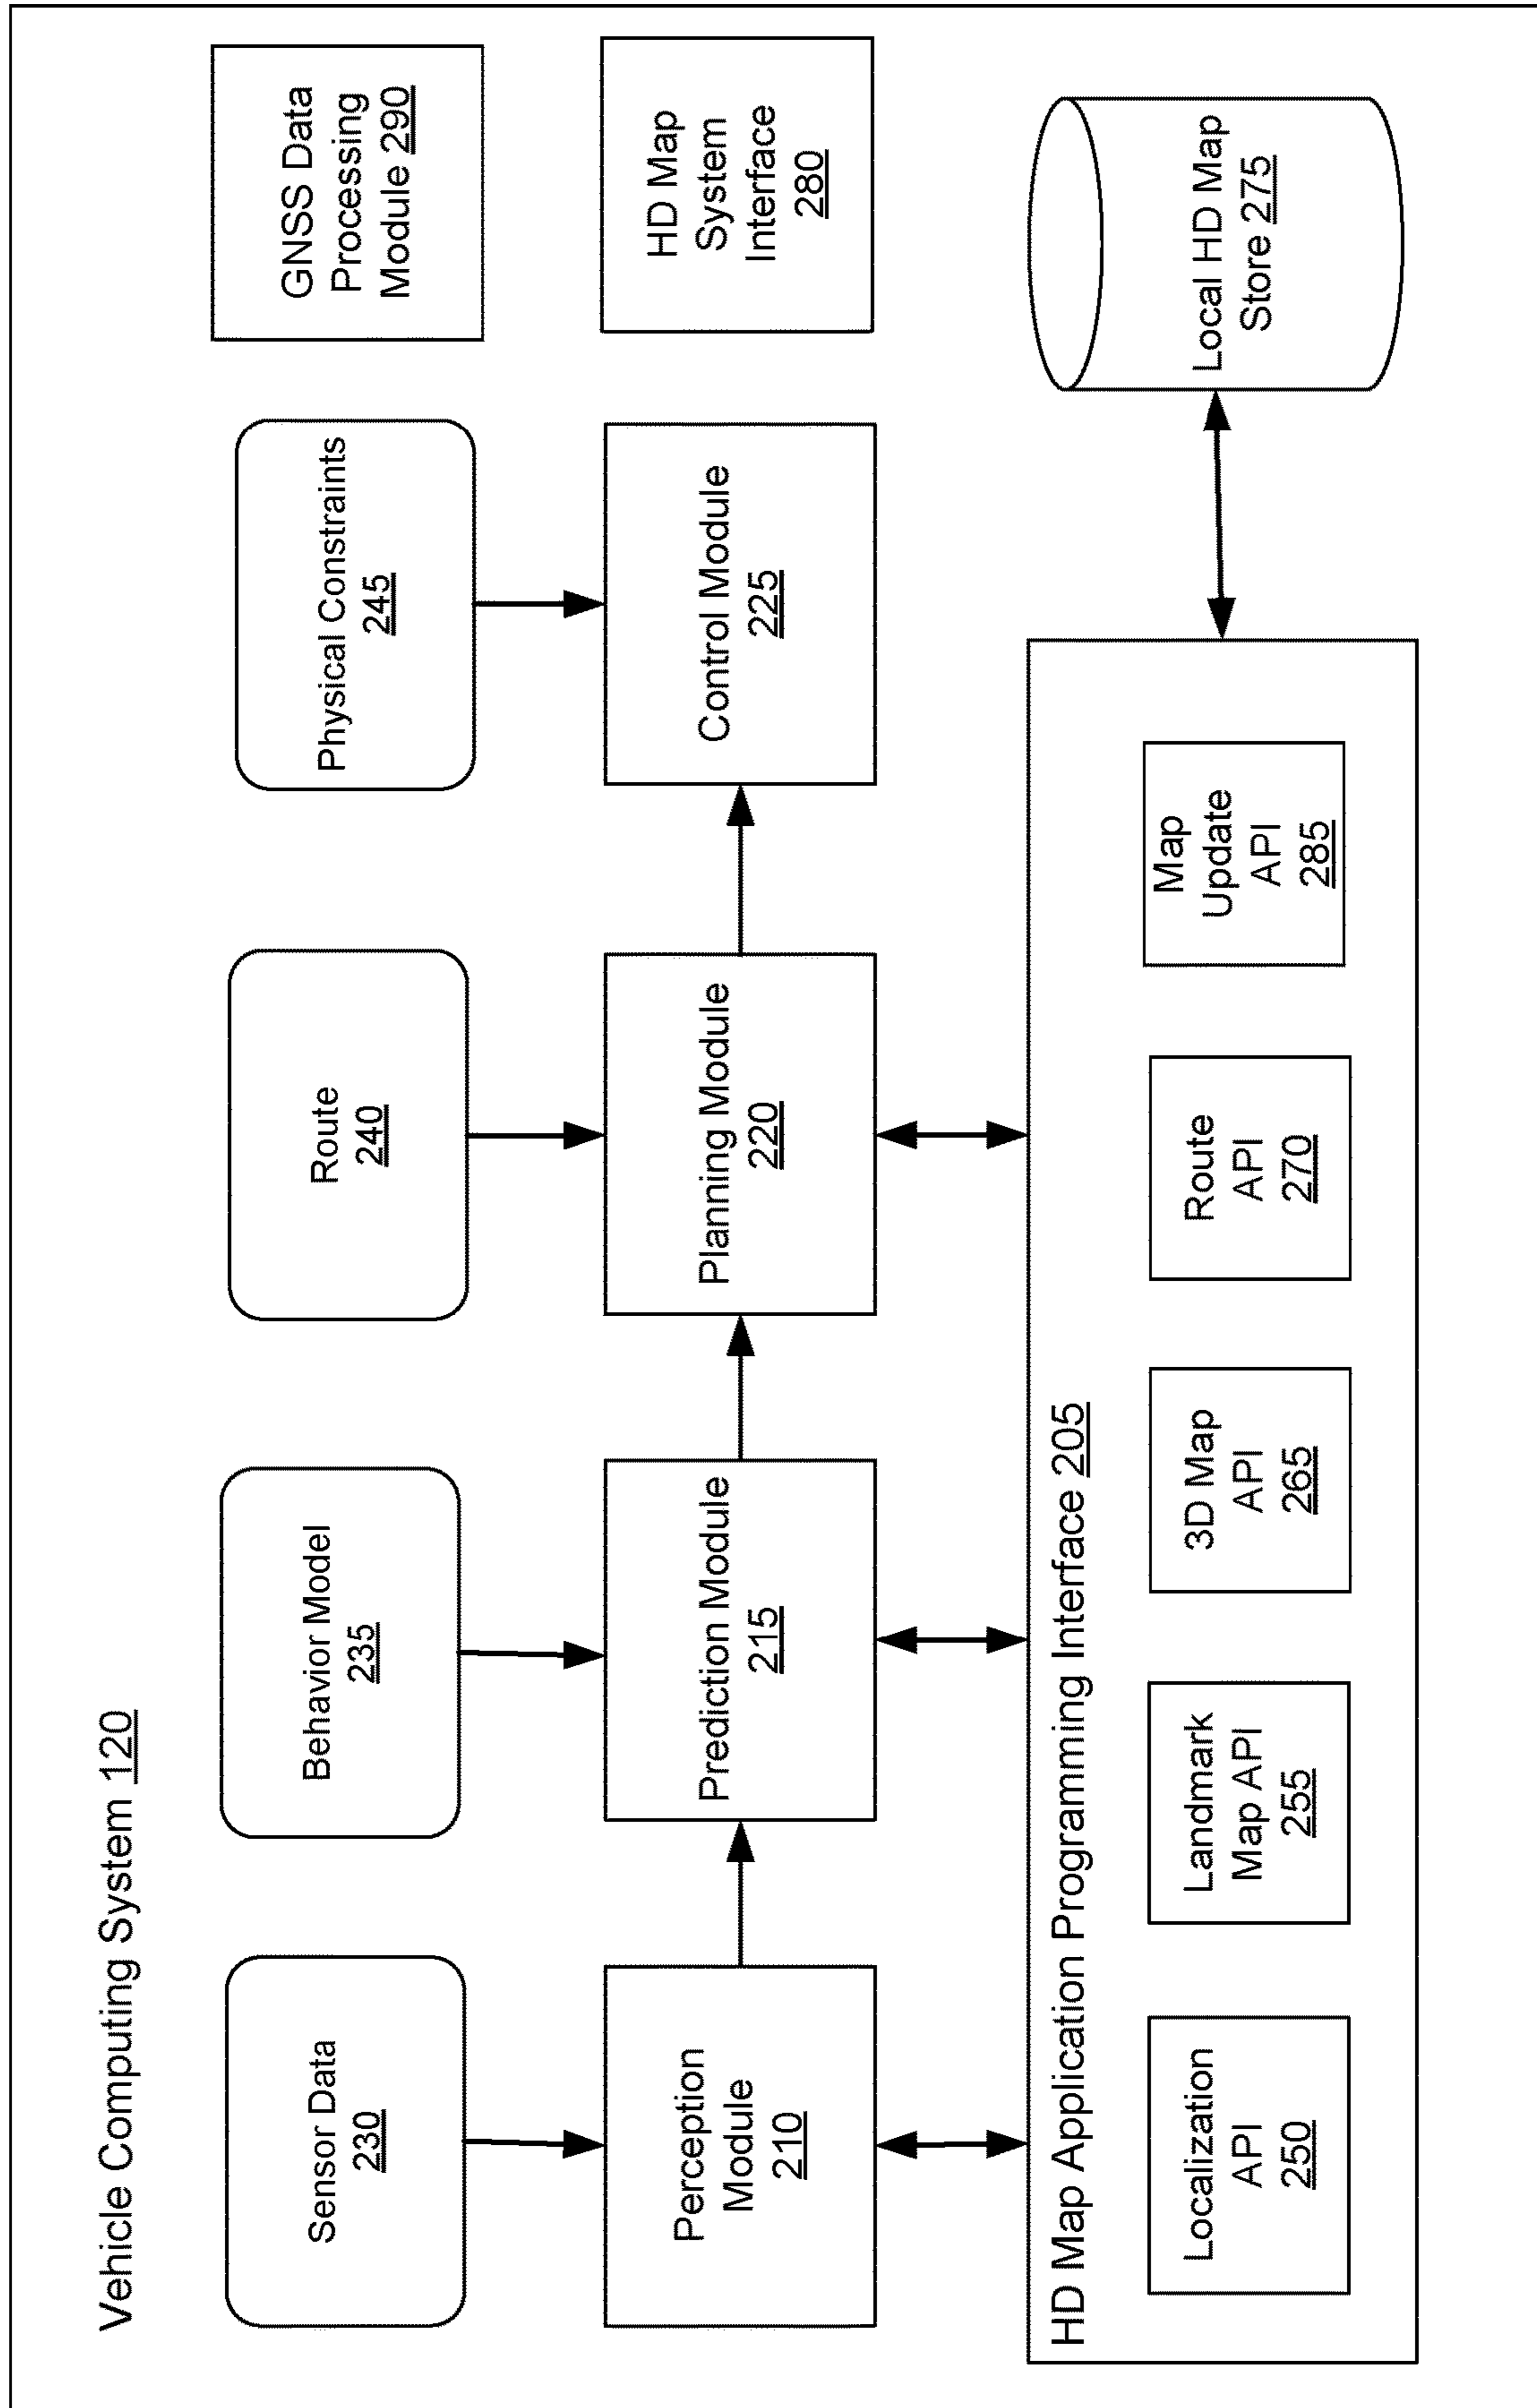 Vehicle Computing System 120
Sensor Data
230
Behavior Model
235
Route
240
Physical Constraints
245
GNSS Data
Processing
Module 290
Perception
Module
210
Prediction Module
215
Planning Module
220
Control Module
225
HD Map
System
Interface
280
HD Map Application Programming Interface 205
Localization
API
250
Landmark
Map API
255
3D Map
API
265
Route
API
270
Map
Update
API
285
Local HD Map
Store 275